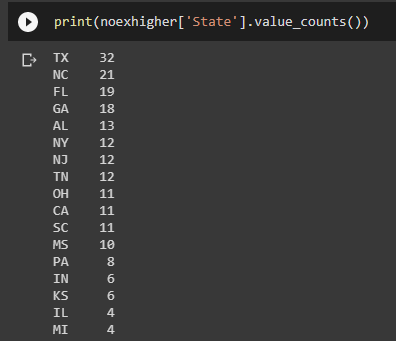 print(noexhigher['State'].value_counts())
TX 32
NC 21
FL 19
GA 18
AL 13
NY 12
NJ 12
TN 12
OH 11
CA 11
SC 11
MS 10
PA 8
IN 6
KS 6
IL 4
MI 4